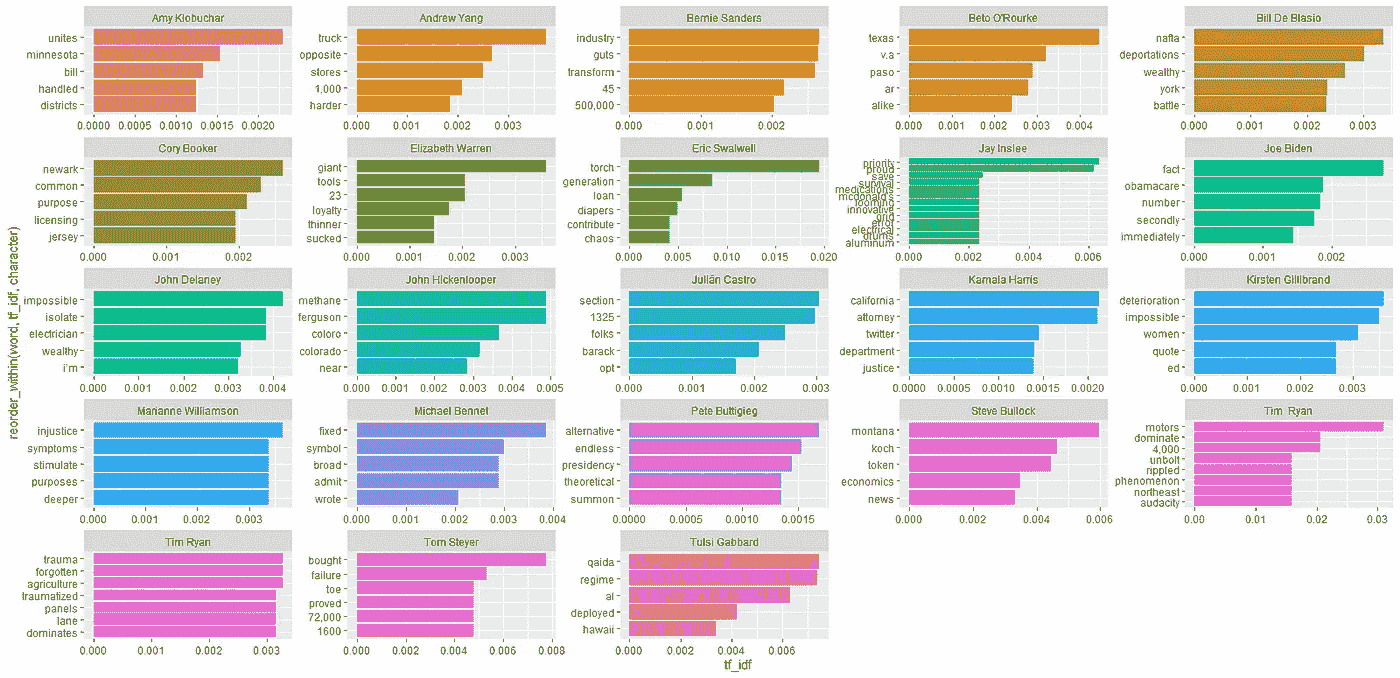 Amy Klobuchar
unites
minnesota
bill
handled
districts
0.0000 0.0005 0.0010 0.0015 0.0020
Andrew Yang
truck
opposite
stores
1,000
harder
0.000 0.001 0.002 0.003
Bernie Sanders
industry
guts
transform
45
500,000
0.000 0.001 0.002
Beto O'Rourke
texas
v.a
paso
ar
alike
0.000 0.001 0.002 0.003 0.004
Bill De Blasio
nafta
deportations
wealthy
york
battle
0.000 0.001 0.002 0.003
Cory Booker
newark
common
purpose
licensing
jersey
0.000 0.001 0.002
Elizabeth Warren
giant
tools
23
loyalty
thinner
sucked
0.000 0.001 0.002 0.003
Eric Swalwell
torch
generation
loan
diapers
contribute
chaos
0.000 0.005 0.010 0.015 0.020
Jay Inslee
priority
proud
save
survival
medications
mcdonald's
looming
innovative
grid
error
electrical
drums
aluminum
0.000 0.002 0.004 0.006
Joe Biden
fact
obamacare
number
secondly
immediately
0.000 0.001 0.002
reorder_within(word, tf_idf, character)
John Delaney
impossible
isolate
electrician
wealthy
i'm
0.000 0.001 0.002 0.003 0.004
John Hickenlooper
methane
ferguson
coloro
colorado
near
0.000 0.001 0.002 0.003 0.004 0.005
Julián Castro
section
1325
folks
barack
opt
0.000 0.001 0.002 0.003
Kamala Harris
california
attorney
twitter
department
justice
0.0000 0.0005 0.0010 0.0015 0.0020
Kirsten Gillibrand
deterioration
impossible
women
quote
ed
0.000 0.001 0.002 0.003
Marianne Williamson
injustice
symptoms
stimulate
purposes
deeper
0.000 0.001 0.002 0.003
Michael Bennet
fixed
symbol
broad
admit
wrote
0.000 0.001 0.002 0.003 0.004
Pete Buttigieg
alternative
endless
presidency
theoretical
summon
0.0000 0.0005 0.0010 0.0015
Steve Bullock
montana
koch
token
economics
news
0.000 0.002 0.004 0.006
Tim  Ryan
motors
dominate
4,000
unbolt
rippled
phenomenon
northeast
audacity
0.00 0.01 0.02 0.03
Tim Ryan
trauma
forgotten
agriculture
traumatized
panels
lane
dominates
0.000 0.001 0.002 0.003
Tom Steyer
bought
failure
toe
proved
72,000
1600
0.000 0.002 0.004 0.006 0.008
Tulsi Gabbard
qaida
regime
al
deployed
hawaii
0.000 0.002 0.004 0.006
tf_idf